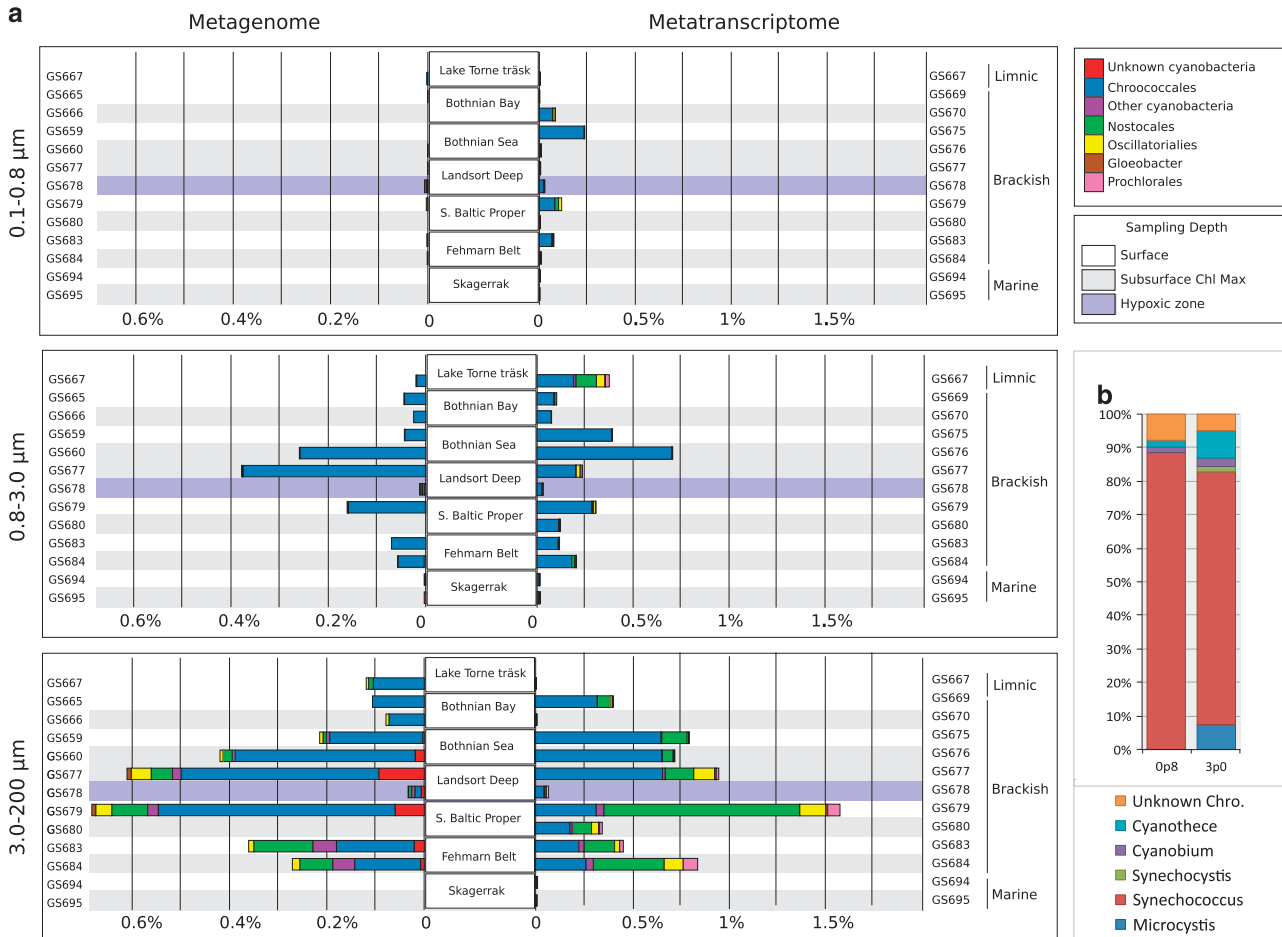 a
Metagenome
Metatranscriptome
0.1-0.8 µm
GS667
GS665
GS666
GS659
GS660
GS677
GS678
GS679
GS680
GS683
GS684
GS694
GS695
Lake Torne träsk
Bothnian Bay
Bothnian Sea
Landsort Deep
S. Baltic Proper
Fehmarn Belt
Skagerrak
GS667
GS669
GS670
GS675
GS676
GS677
GS678
GS679
GS680
GS683
GS684
GS694
GS695
Limnic
Brackish
Marine
0.6% 0.4% 0.2% 0 0 0.5% 1% 1.5%
0.8-3.0 µm
GS667
GS665
GS666
GS659
GS660
GS677
GS678
GS679
GS680
GS683
GS684
GS694
GS695
Lake Torne träsk
Bothnian Bay
Bothnian Sea
Landsort Deep
S. Baltic Proper
Fehmarn Belt
Skagerrak
GS667
GS669
GS670
GS675
GS676
GS677
GS678
GS679
GS680
GS683
GS684
GS694
GS695
Limnic
Brackish
Marine
0.6% 0.4% 0.2% 0 0 0.5% 1% 1.5%
3.0-200 µm
GS667
GS665
GS666
GS659
GS660
GS677
GS678
GS679
GS680
GS683
GS684
GS694
GS695
Lake Torne träsk
Bothnian Bay
Bothnian Sea
Landsort Deep
S. Baltic Proper
Fehmarn Belt
Skagerrak
GS667
GS669
GS670
GS675
GS676
GS677
GS678
GS679
GS680
GS683
GS684
GS694
GS695
Limnic
Brackish
Marine
0.6% 0.4% 0.2% 0 0 0.5% 1% 1.5%
Unknown cyanobacteria
Chroococcales
Other cyanobacteria
Nostocales
Oscillatorialies
Gloeobacter
Prochlorales
Sampling Depth
Surface
Subsurface Chl Max
Hypoxic zone
b
100%
90%
80%
70%
60%
50%
40%
30%
20%
10%
0%
0p8 3p0
Unknown Chro.
Cyanothece
Cyanobium
Synechocystis
Synechococcus
Microcystis